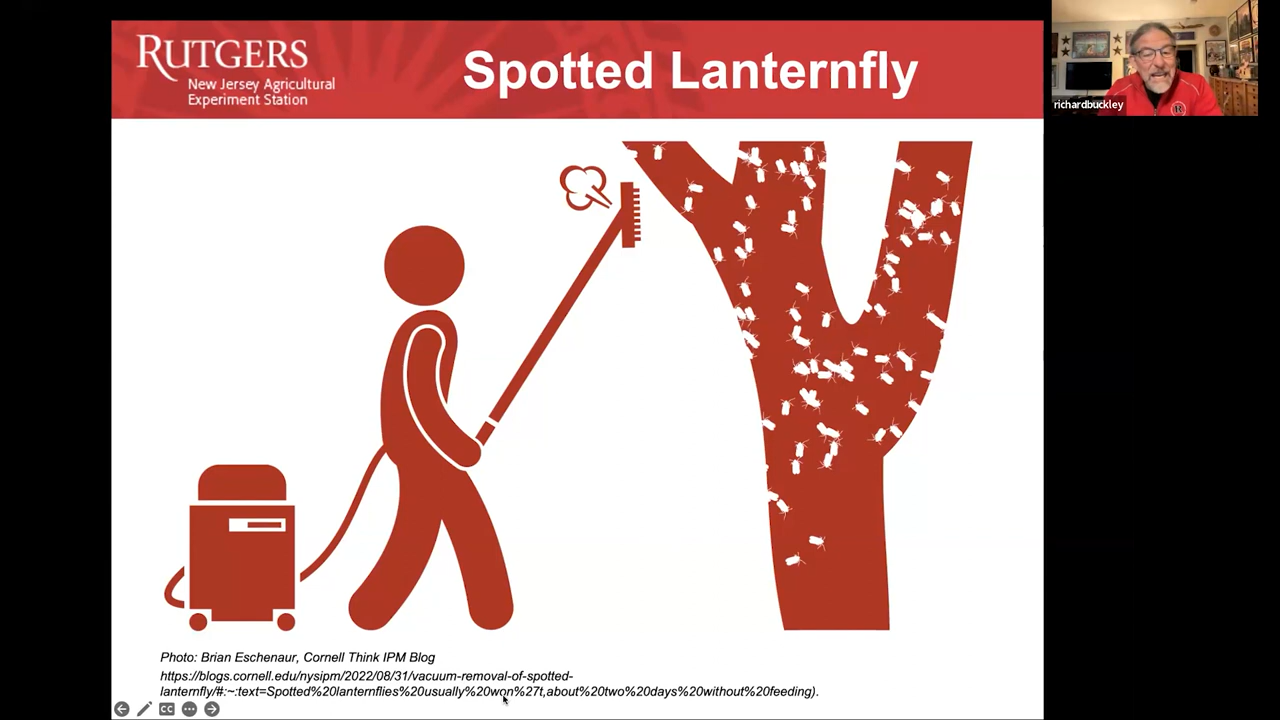 RUTGERS
New Jersey Agricultural
Experiment Station
Spotted Lanternfly
richardbuckley
R
Photo: Brian Eschenaur, Cornell Think IPM Blog
https://blogs.cornell.edu/nysipm/2022/08/31/vacuum-removal-of-spotted-
lanternfly/#:~:text=Spotted%20lanternflies%20usually%20won%27t,about%20two%20days%20without%20feeding).
CC